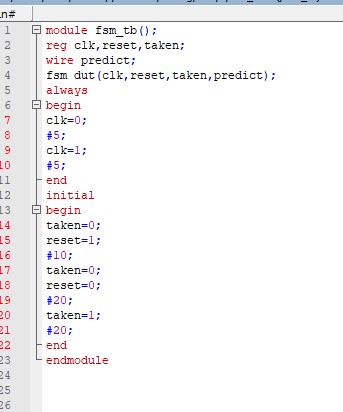 ln#
1 module fsm_tb();
2 reg clk,reset,taken;
3 wire predict;
4 fsm dut(clk,reset,taken,predict);
5 always
6 begin
7 clk=0;
8 #5;
9 clk=1;
10 #5;
11 end
12 initial
13 begin
14 taken=0;
15 reset=1;
16 #10;
17 taken=0;
18 reset=0;
19 #20;
20 taken=1;
21 #20;
22 end
23 endmodule
24
25
26